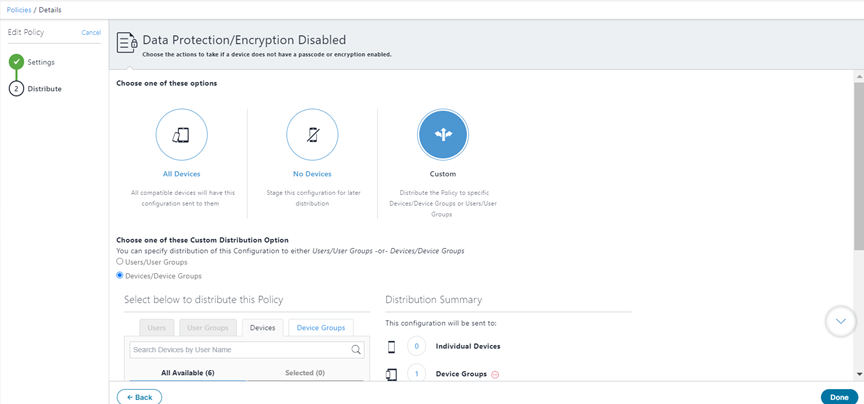 Policies / Details
Edit Policy
Cancel
Settings
2
Distribute
Data Protection/Encryption Disabled
Choose the actions to take if a device does not have a passcode or encryption enabled.
Choose one of these options
All Devices
All compatible devices will have this
configuration sent to them
No Devices
Stage this configuration for later
distribution
Custom
Distribute the Policy to specific
Devices/Device Groups or Users/User
Groups
Choose one of these Custom Distribution Option
You can specify distribution of this Configuration to either Users/User Groups -or- Devices/Device Groups
Users/User Groups
Devices/Device Groups
Select below to distribute this Policy
Users
User Groups
Devices
Device Groups
Search Devices by User Name
All Available (6)
Selected (0)
Distribution Summary
This configuration will be sent to:
0
Individual Devices
1
Device Groups
← Back
Done